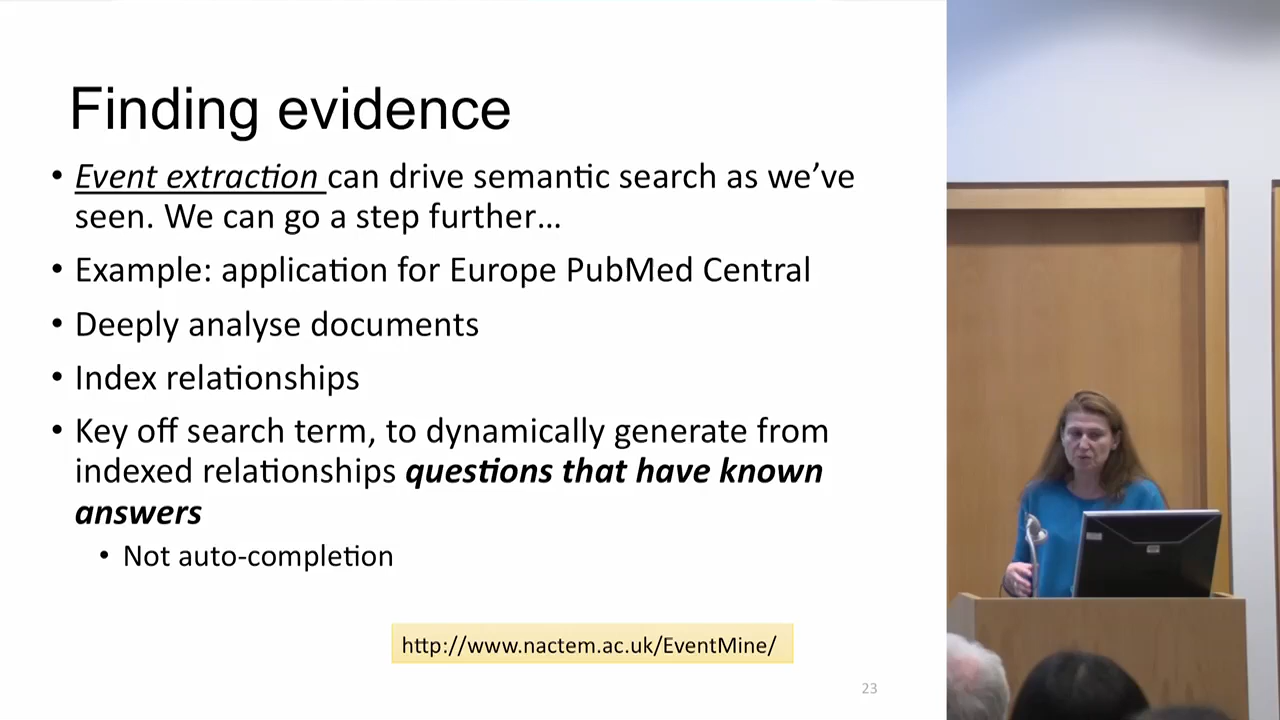 Finding evidence
• Event extraction can drive semantic search as we’ve
seen. We can go a step further…
• Example: application for Europe PubMed Central
• Deeply analyse documents
• Index relationships
• Key off search term, to dynamically generate from
indexed relationships questions that have known
answers
• Not auto-completion
http://www.nactem.ac.uk/EventMine/
23